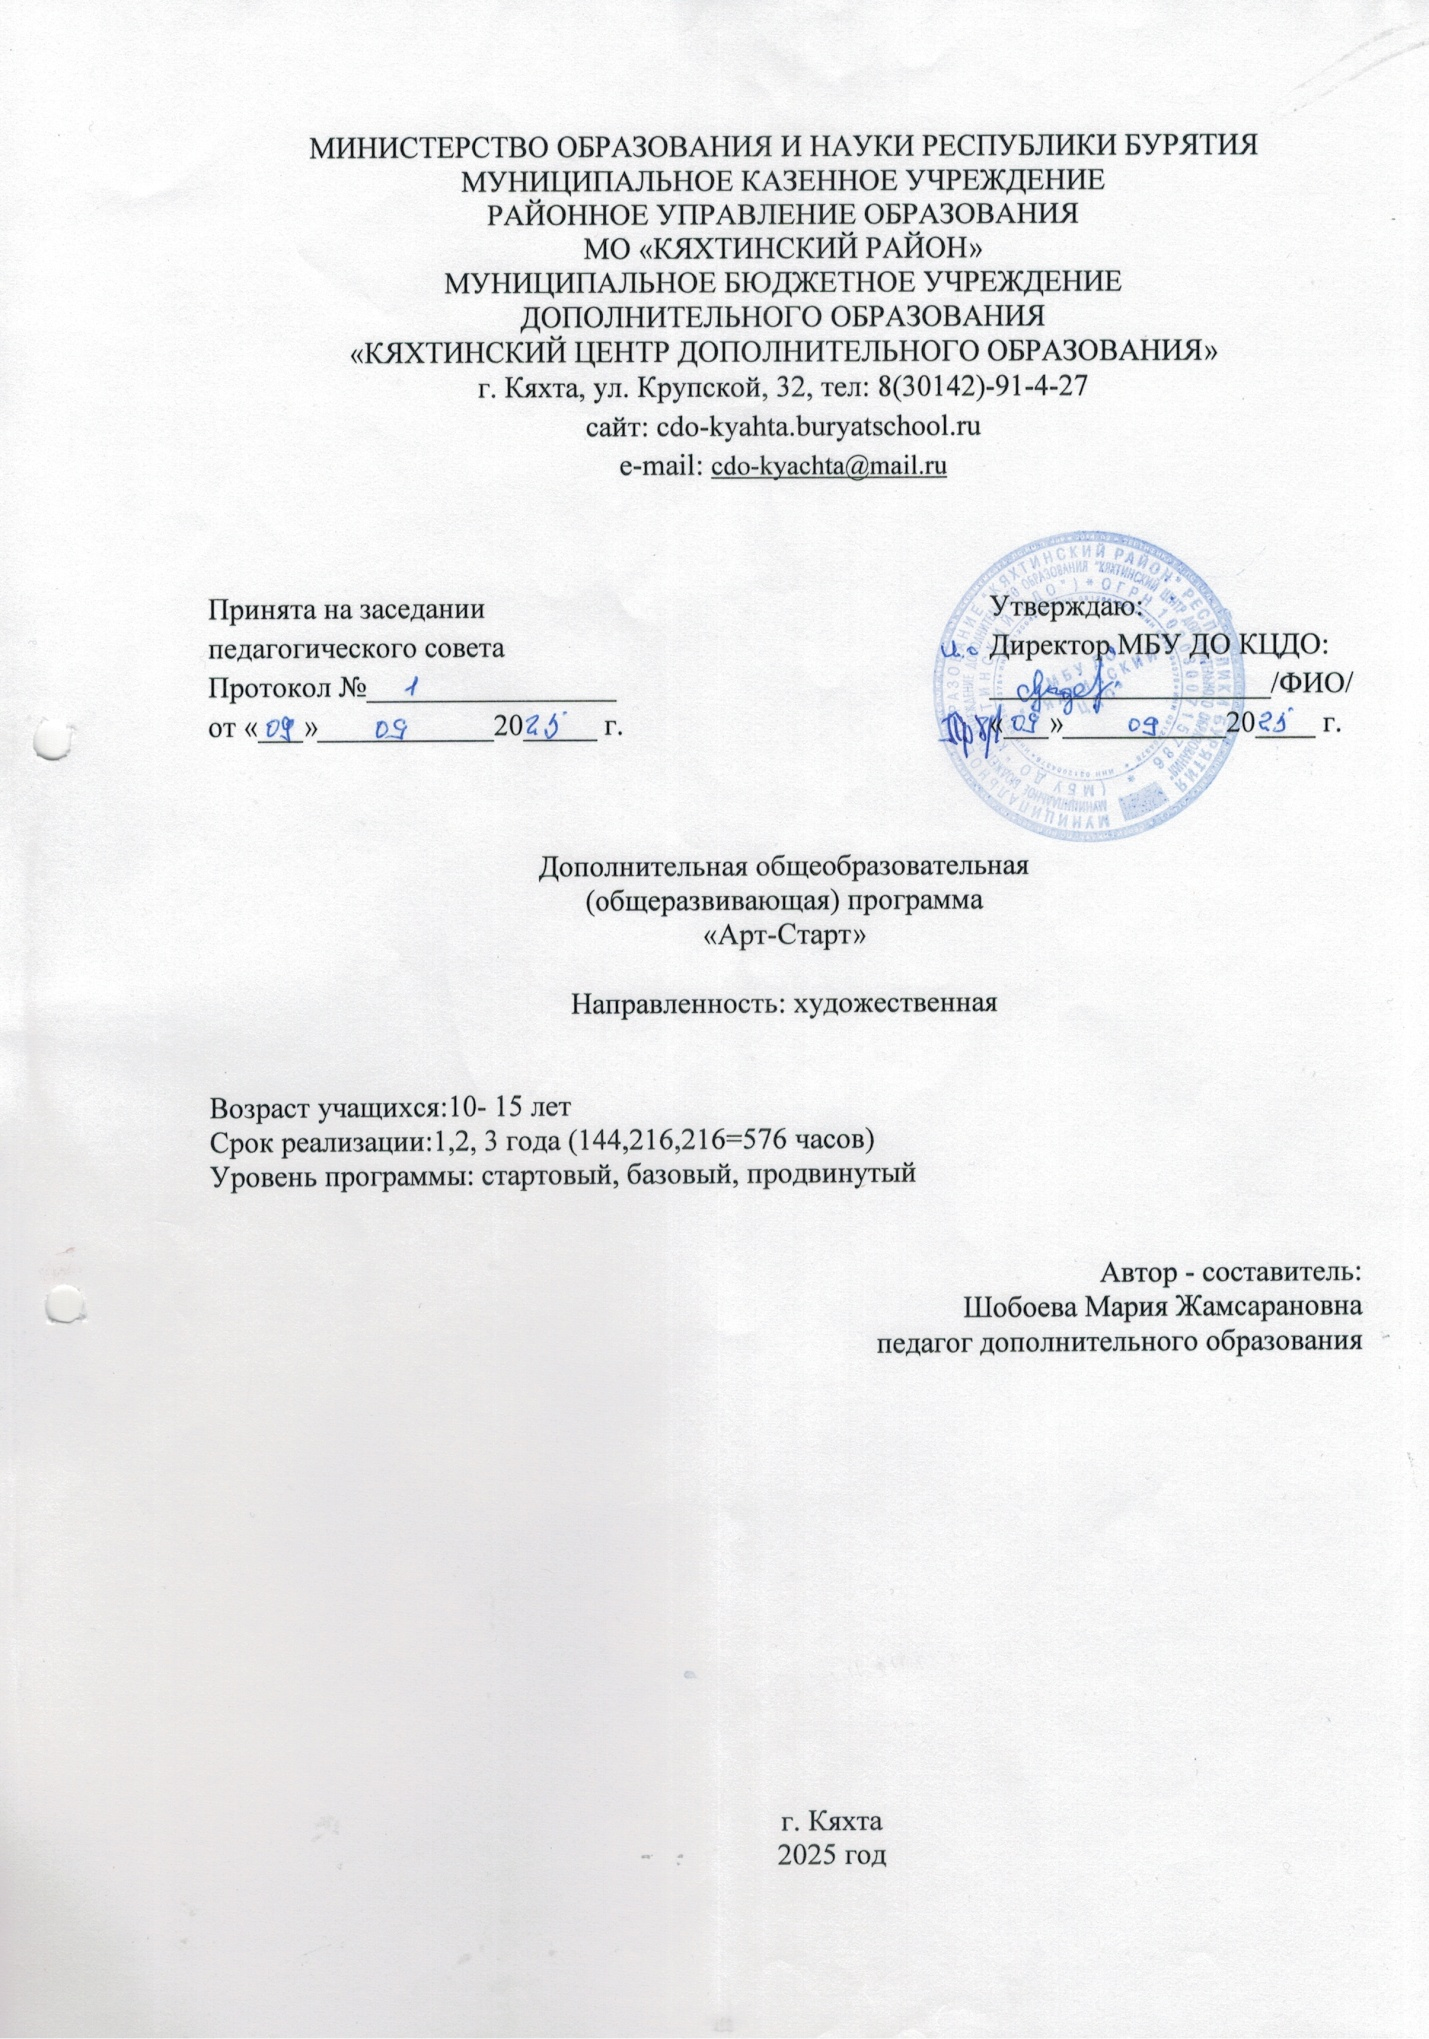 МИНИСТЕРСТВО ОБРАЗОВАНИЯ И НАУКИ РЕСПУБЛИКИ БУРЯТИЯ
МУНИЦИПАЛЬНОЕ КАЗЕННОЕ УЧРЕЖДЕНИЕ
РАЙОННОЕ УПРАВЛЕНИЕ ОБРАЗОВАНИЯ
МО «КЯХТИНСКИЙ РАЙОН»
МУНИЦИПАЛЬНОЕ БЮДЖЕТНОЕ УЧРЕЖДЕНИЕ
ДОПОЛНИТЕЛЬНОГО ОБРАЗОВАНИЯ
«КЯХТИНСКИЙ ЦЕНТР ДОПОЛНИТЕЛЬНОГО ОБРАЗОВАНИЯ»
г. Кяхта, ул. Крупской, 32, тел: 8(30142)-91-4-27
сайт: cdo-kyahta.buryatschool.ru
e-mail: cdo-kyachta@mail.ru
Принята на заседании
педагогического совета
Протокол № 1
от «09» 09 2025 г.
Утверждаю:
и.о Директор МБУ ДО КЦДО:
/ФИО/
«09» 09 2025 г.
Дополнительная общеобразовательная
(общеразвивающая) программа
«Арт-Старт»
Направленность: художественная
Возраст учащихся:10- 15 лет
Срок реализации:1,2, 3 года (144,216,216=576 часов)
Уровень программы: стартовый, базовый, продвинутый
Автор - составитель:
Шобоева Мария Жамсарановна
педагог дополнительного образования
г. Кяхта
2025 год